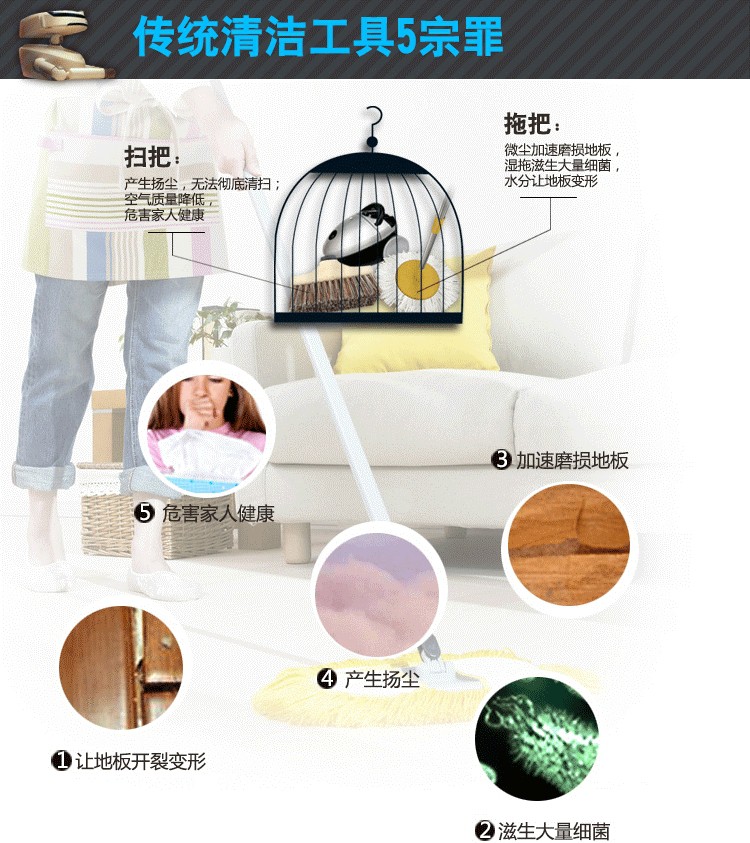 传统清洁工具5宗罪
扫把：
产生扬尘，无法彻底清扫；
空气质量降低，
危害家人健康
拖把：
微尘加速磨损地板，
湿拖滋生大量细菌，
水分让地板变形
3 加速磨损地板
5 危害家人健康
4 产生扬尘
1 让地板开裂变形
2 滋生大量细菌